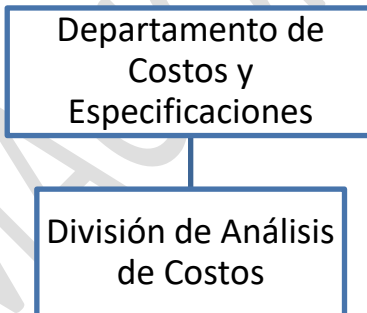 Departamento de
Costos y
Especificaciones
División de Análisis
de Costos